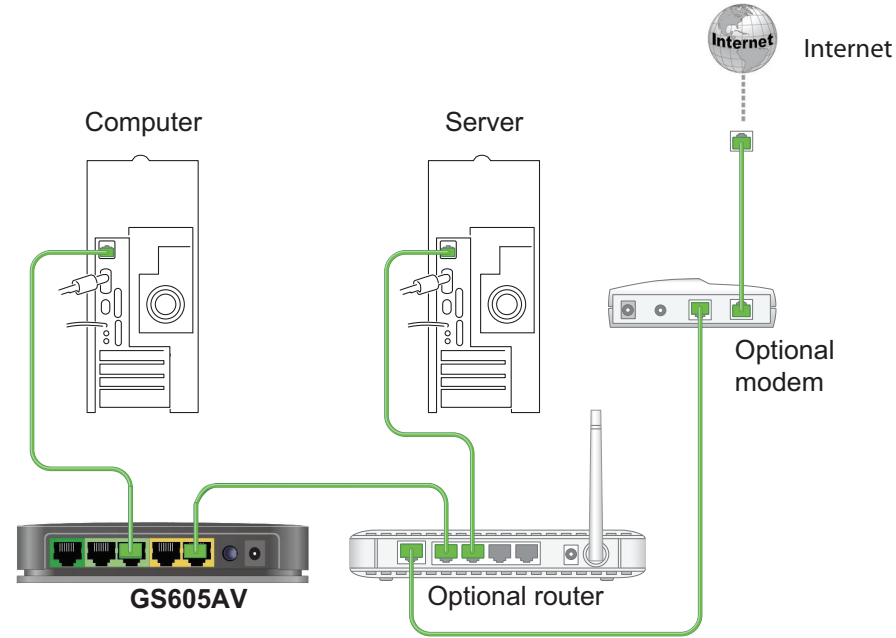 Internet
Internet
Computer
Server
Optional
modem
GS605AV
Optional router